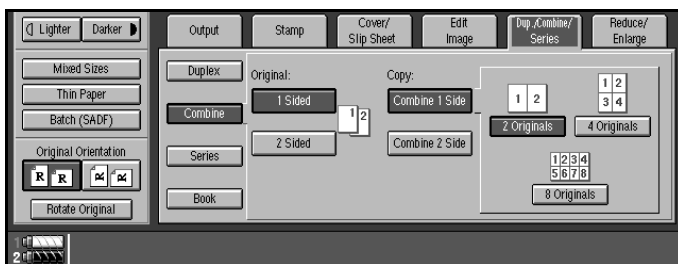 Lighter Darker
Mixed Sizes
Thin Paper
Batch (SADF)
Original Orientation
R R R R
Rotate Original
Output
Stamp
Cover/
Slip Sheet
Edit
Image
Dup./Combine/
Series
Reduce/
Enlarge
Duplex
Combine
Series
Book
Original:
1 Sided
2 Sided
1 2
Copy:
Combine 1 Side
Combine 2 Side
1 2
2 Originals
1 2
3 4
4 Originals
1 2 3 4
5 6 7 8
8 Originals
1
2